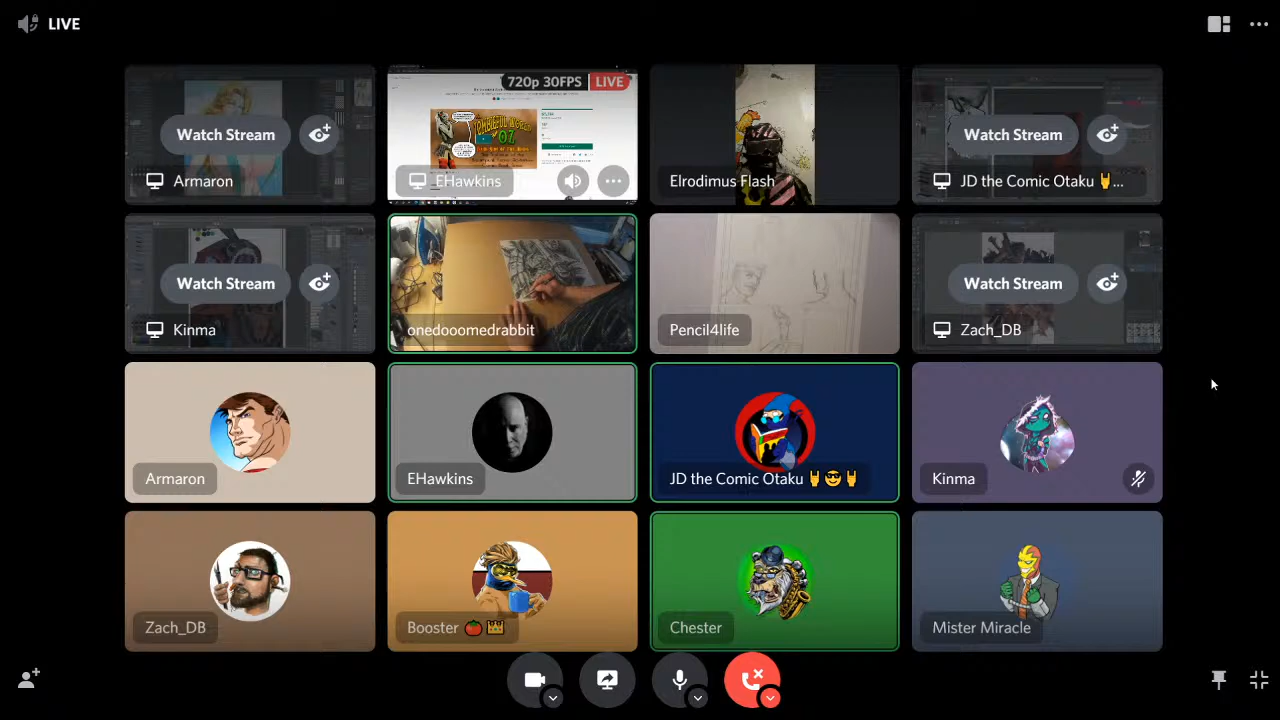 LIVE
720p 30FPS LIVE
Watch Stream
Watch Stream
Armaron
EHawkins
Elrodimus Flash
JD the Comic Otaku 🤘...
Watch Stream
Watch Stream
Kinma
onedooomedrabbit
Pencil4life
Zach_DB
Armaron
EHawkins
JD the Comic Otaku 🤘😎🤘
Kinma
Zach_DB
Booster 🍅👑
Chester
Mister Miracle